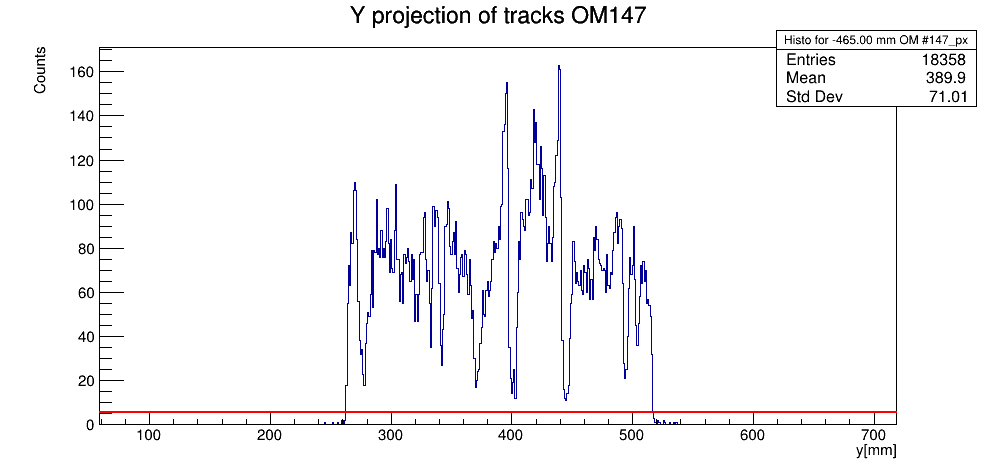 Y projection of tracks OM147
Histo for -465.00 mm OM #147_px
Entries 18358
Mean 389.9
Std Dev 71.01
Counts
160
140
120
100
80
60
40
20
0
100 200 300 400 500 600 700
y[mm]